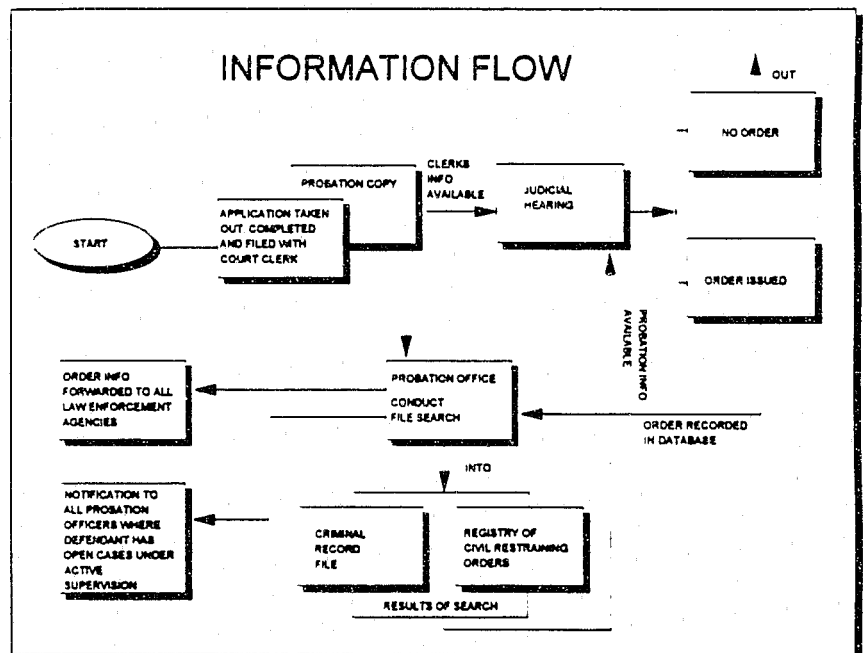 INFORMATION FLOW
OUT
NO ORDER
PROBATION COPY
CLERKS
INFO
AVAILABLE
JUDICIAL
HEARING
START
APPLICATION TAKEN
OUT, COMPLETED
AND FILED WITH
COURT CLERK
ORDER ISSUED
PROBATION INFO
AVAILABLE
ORDER INFO
FORWARDED TO ALL
LAW ENFORCEMENT
AGENCIES
PROBATION OFFICE
CONDUCT
FILE SEARCH
ORDER RECORDED
IN DATABASE
INTO
NOTIFICATION TO
ALL PROBATION
OFFICERS WHERE
DEFENDANT HAS
OPEN CASES UNDER
ACTIVE
SUPERVISION
CRIMINAL
RECORD
FILE
REGISTRY OF
CIVIL RESTRAINING
ORDERS
RESULTS OF SEARCH